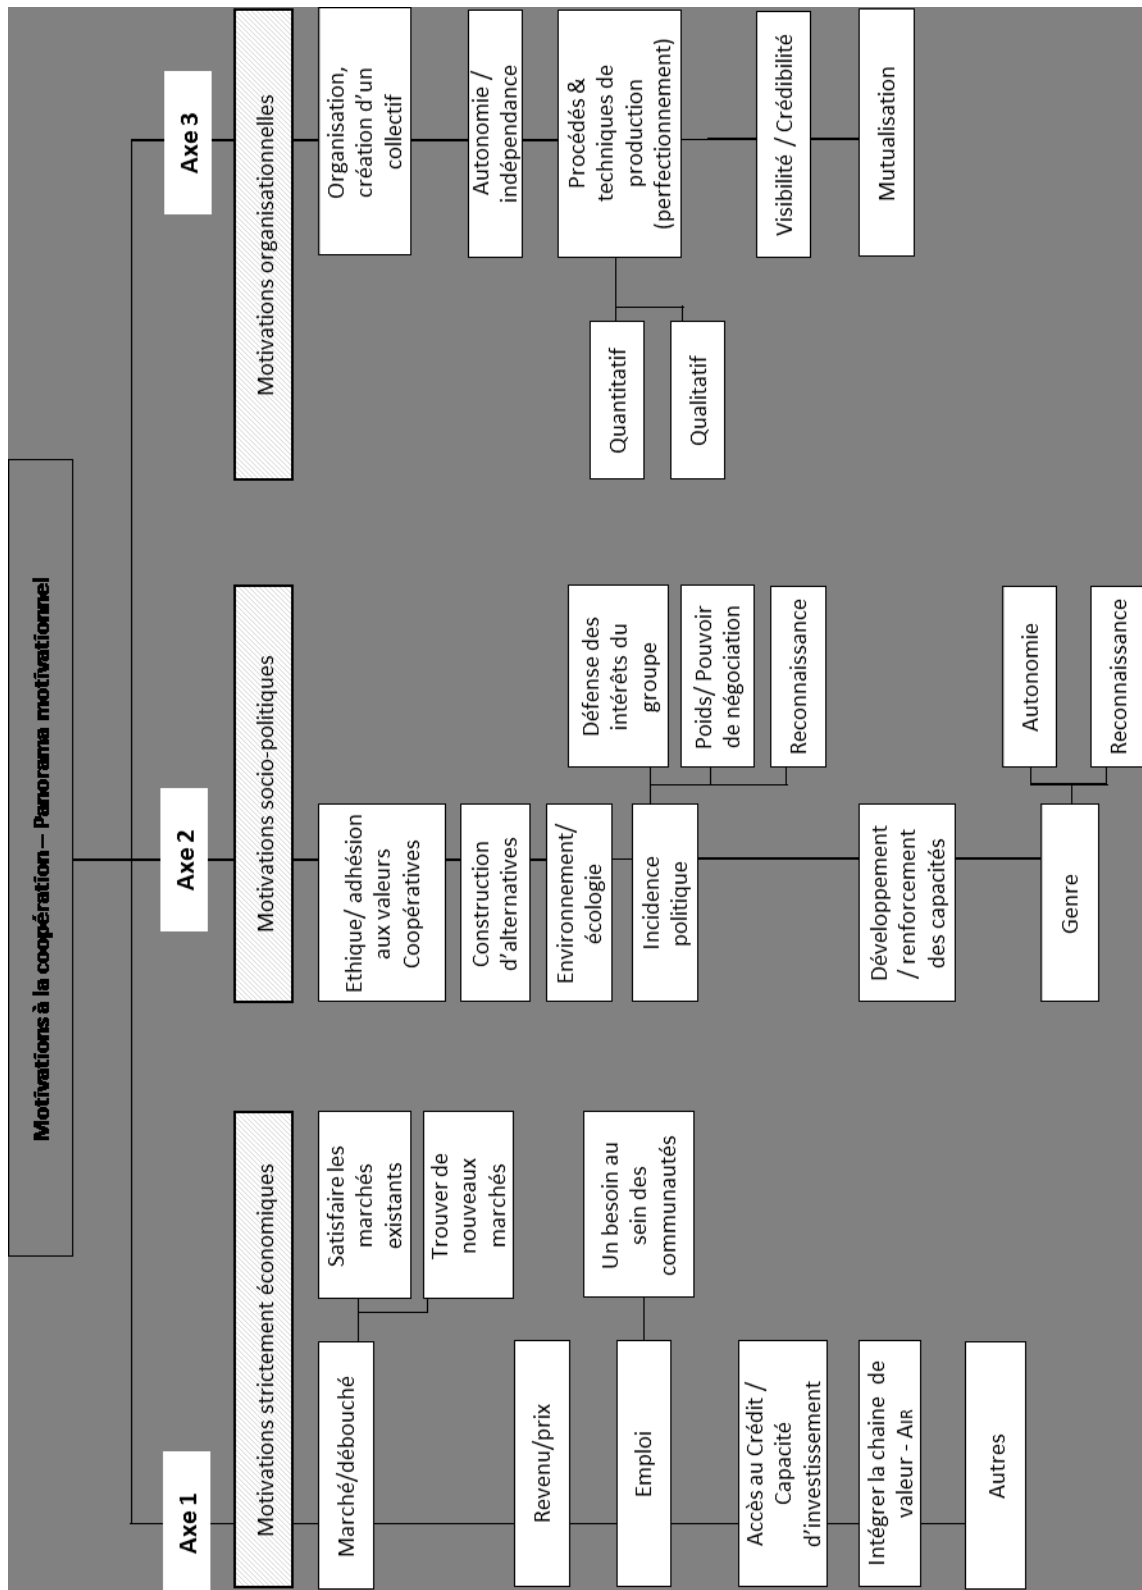 Motivations à la coopération – Panorama motivationnel
Axe 1
Motivations strictement économiques
Marché/débouché
Satisfaire les
marchés
existants
Trouver de
nouveaux
marchés
Revenu/prix
Emploi
Un besoin au
sein des
communautés
Accès au Crédit /
Capacité
d'investissement
Intégrer la chaine de
valeur - AIR
Autres
Axe 2
Motivations socio-politiques
Ethique/ adhésion
aux valeurs
Coopératives
Construction
d'alternatives
Environnement/
écologie
Incidence
politique
Défense des
intérêts du
groupe
Poids/ Pouvoir
de négociation
Reconnaissance
Développement
/ renforcement
des capacités
Genre
Autonomie
Reconnaissance
Axe 3
Motivations organisationnelles
Organisation,
création d'un
collectif
Autonomie /
indépendance
Procédés &
techniques de
production
(perfectionnement)
Quantitatif
Qualitatif
Visibilité / Crédibilité
Mutualisation